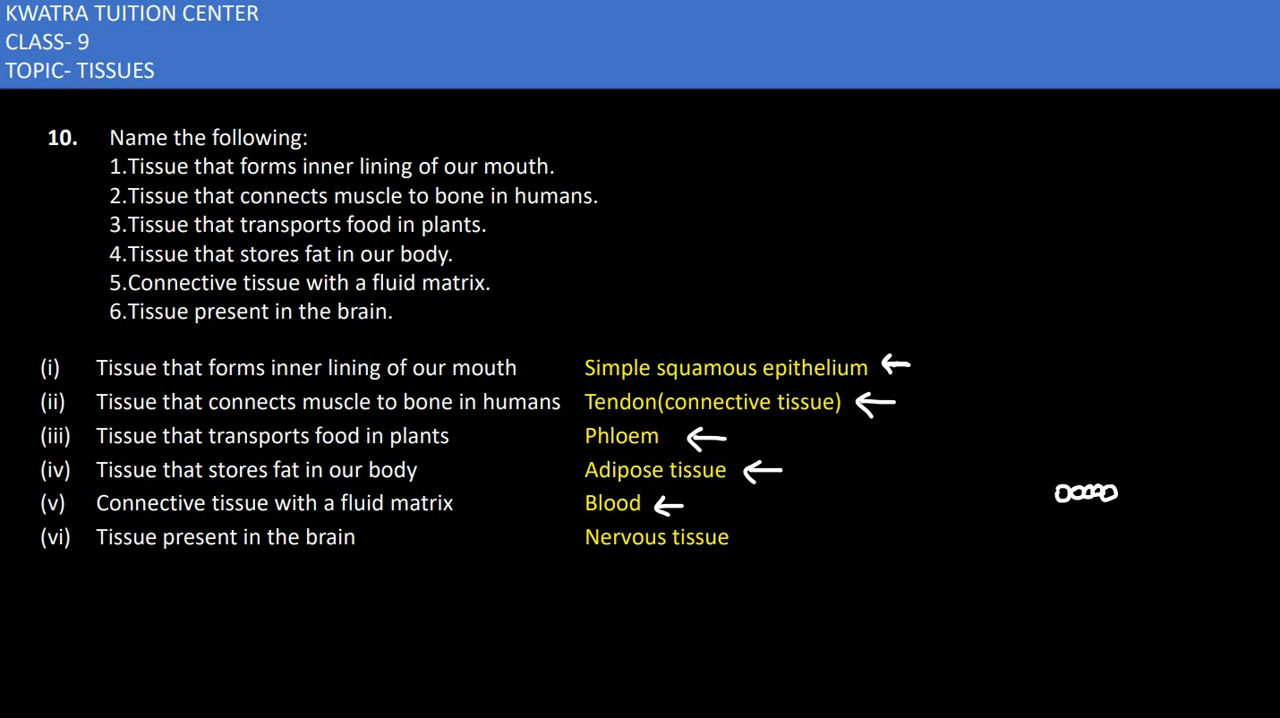 KWATRA TUITION CENTER
CLASS- 9
TOPIC- TISSUES
10. Name the following:
1.Tissue that forms inner lining of our mouth.
2.Tissue that connects muscle to bone in humans.
3.Tissue that transports food in plants.
4.Tissue that stores fat in our body.
5.Connective tissue with a fluid matrix.
6.Tissue present in the brain.
(i) Tissue that forms inner lining of our mouth Simple squamous epithelium
(ii) Tissue that connects muscle to bone in humans Tendon(connective tissue)
(iii) Tissue that transports food in plants Phloem
(iv) Tissue that stores fat in our body Adipose tissue
(v) Connective tissue with a fluid matrix Blood
(vi) Tissue present in the brain Nervous tissue